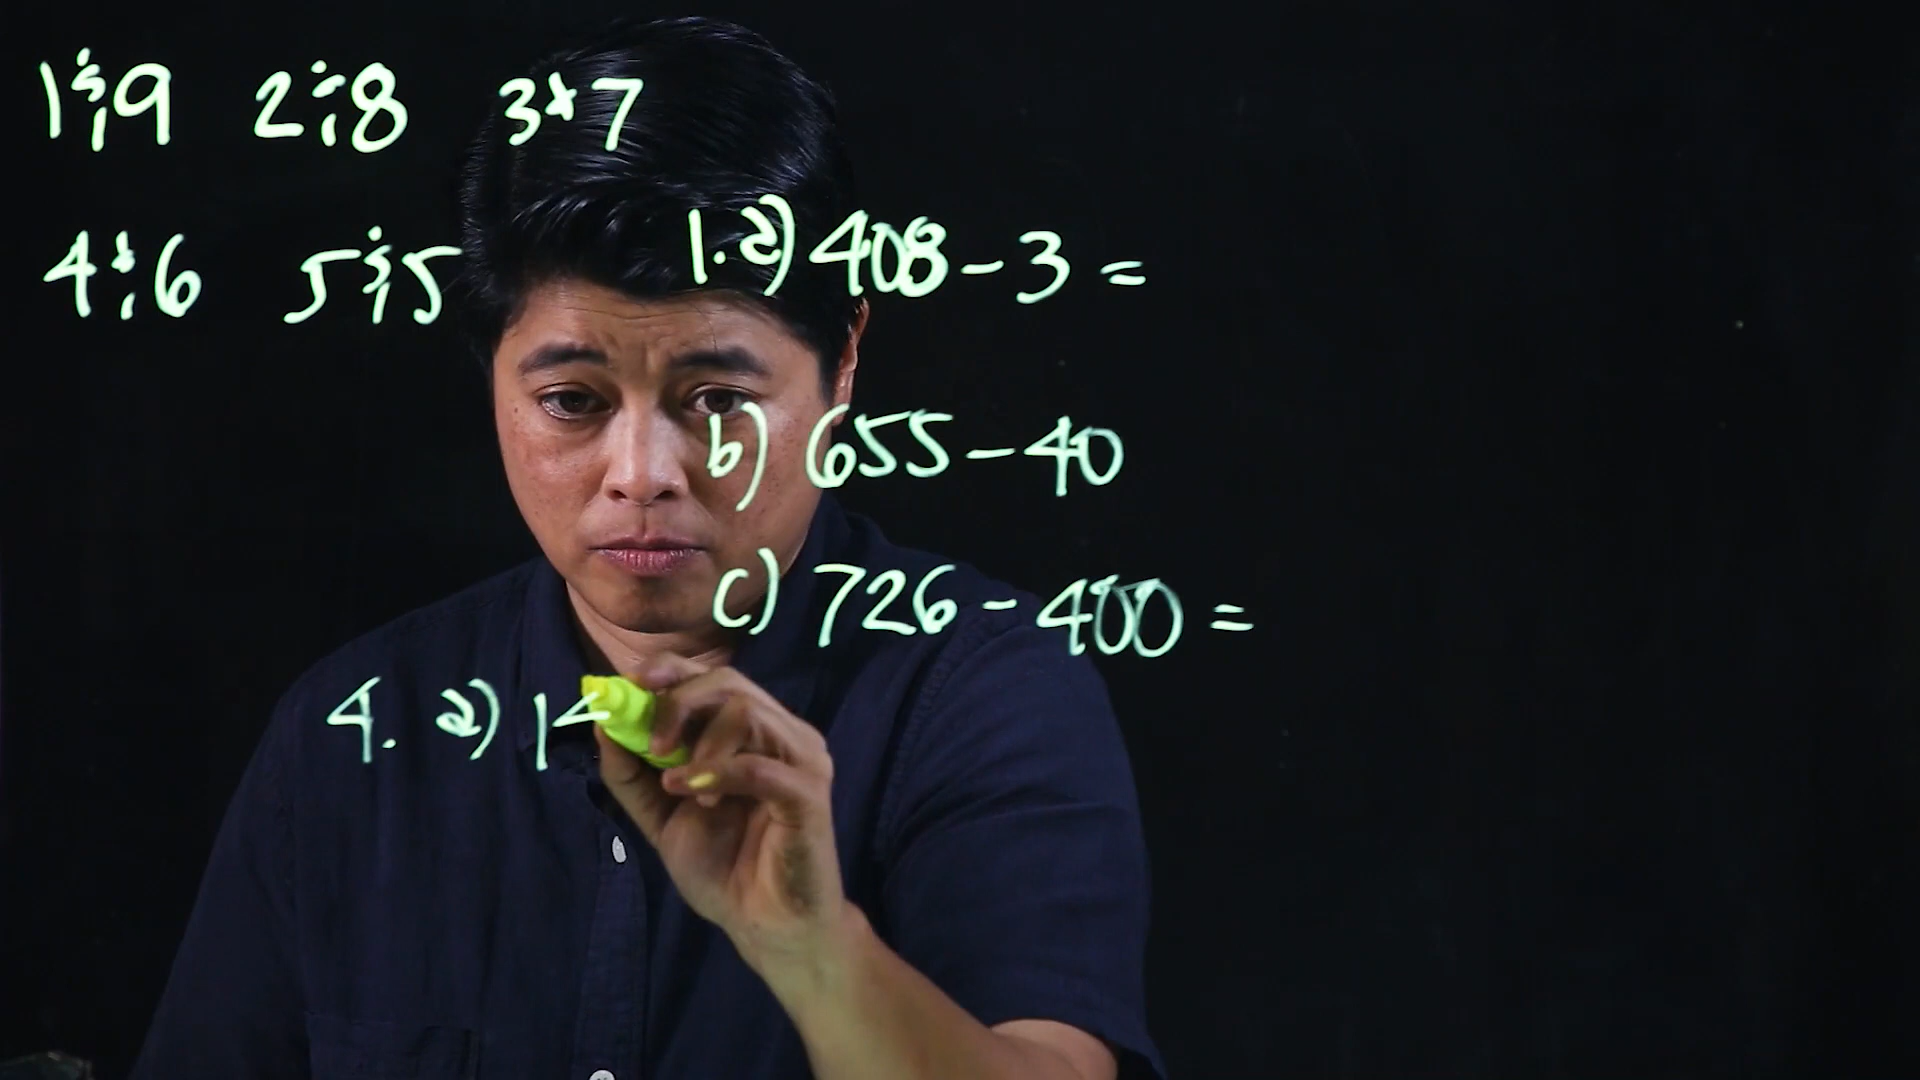 1 & 9 2 & 8 3 & 7
4 & 6 5 & 5
1. a) 408 - 3 =
b) 655 - 40
c) 726 - 400 =
4. a) 14